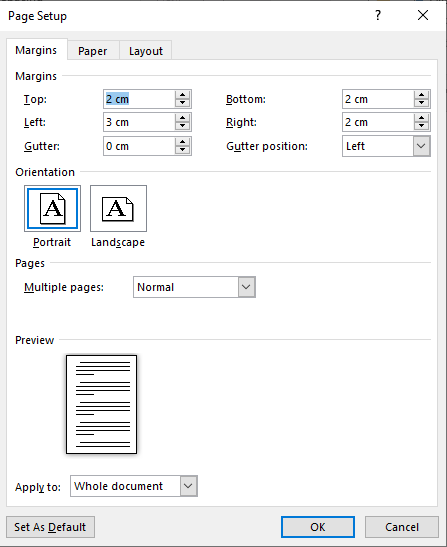 Page Setup ? ×
Margins Paper Layout
Margins
Top: 2 cm Bottom: 2 cm
Left: 3 cm Right: 2 cm
Gutter: 0 cm Gutter position: Left
Orientation
A A
Portrait Landscape
Pages
Multiple pages: Normal
Preview
Apply to: Whole document
Set As Default OK Cancel